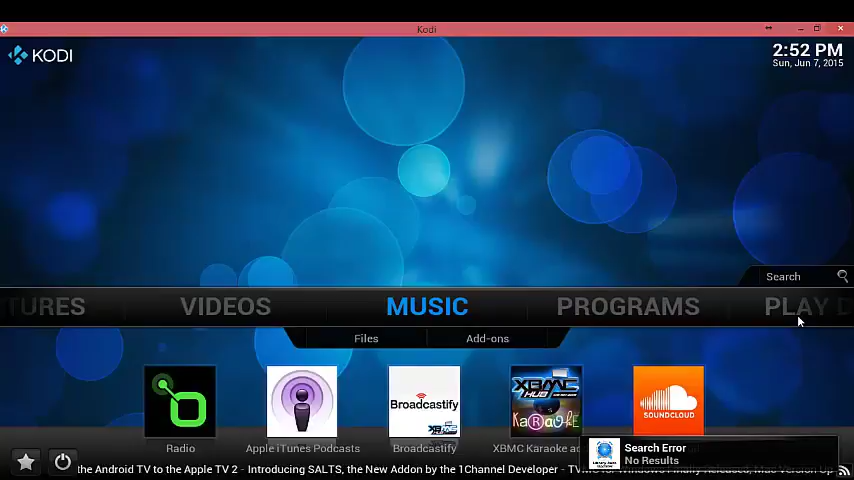 Kodi
KODI
2:52 PM
Sun, Jun 7, 2015
Search
TURES
VIDEOS
MUSIC
PROGRAMS
PLAY D
Files
Add-ons
Broadcastify
XBMC
HUB
KaRaoke
SOUNDCLOUD
Radio
Apple iTunes Podcasts
Broadcastify
XBMC Karaoke a
Search Error
No Results
the Android TV to the Apple TV 2 - Introducing SALTS, the New Addon by the 1Channel Developer - TVM